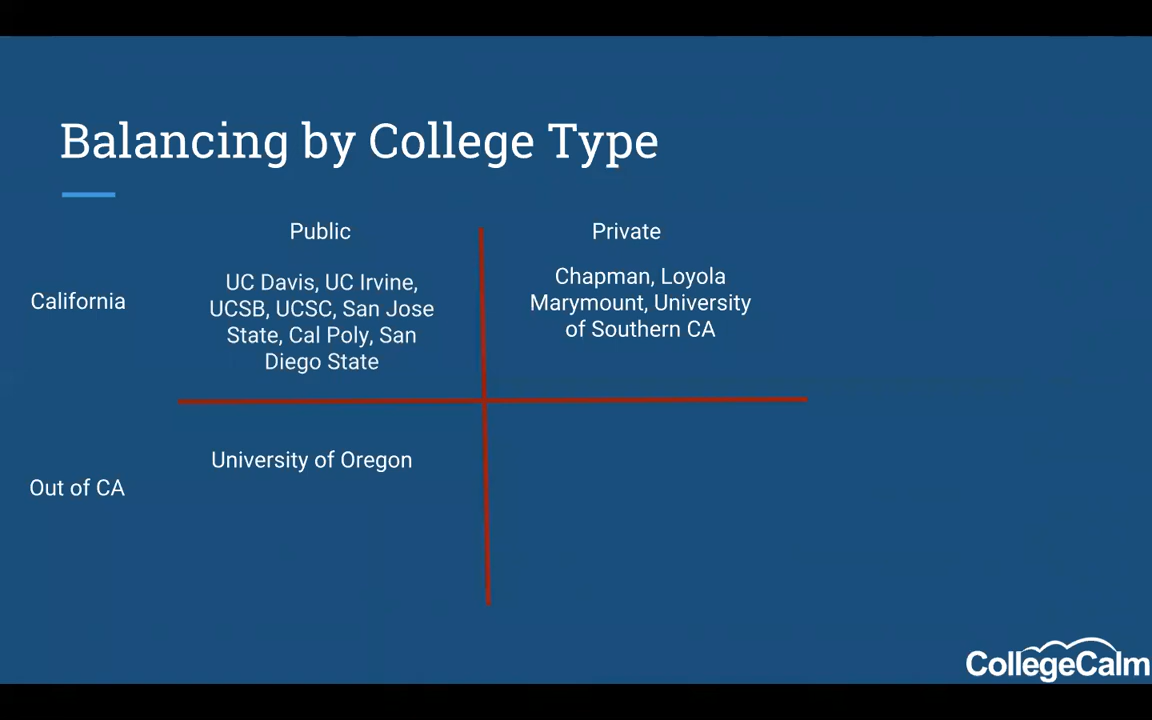 Balancing by College Type
Public
Private
California
UC Davis, UC Irvine,
UCSB, UCSC, San Jose
State, Cal Poly, San
Diego State
Chapman, Loyola
Marymount, University
of Southern CA
Out of CA
University of Oregon
CollegeCalm